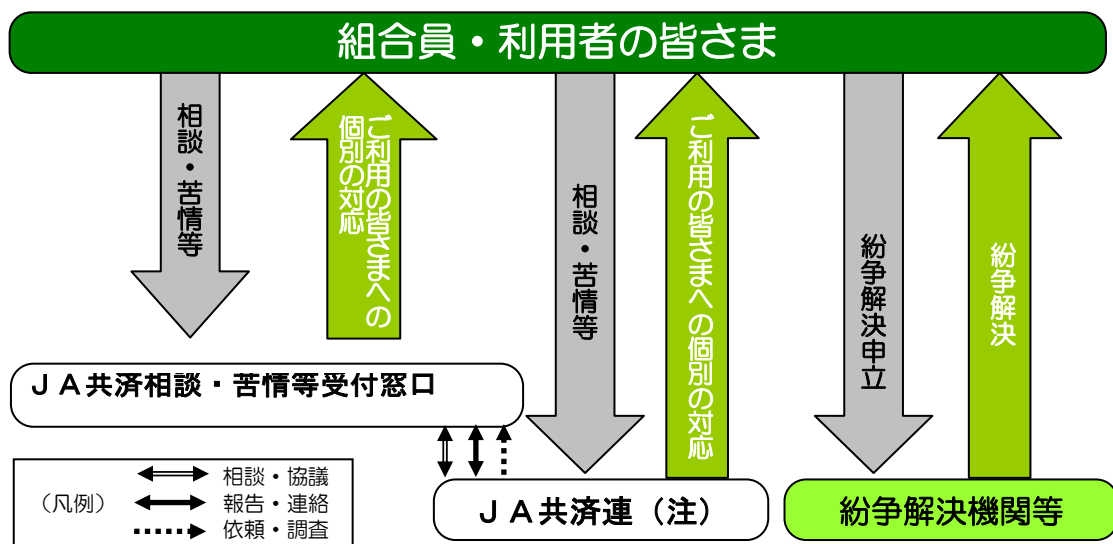 組合員・利用者の皆さま
相談・苦情等
ご利用の皆さまへの
個別の対応
相談・苦情等
ご利用の皆さまへの個別の対応
紛争解決申立
紛争解決
ＪＡ共済相談・苦情等受付窓口
（凡例）
相談・協議
報告・連絡
依頼・調査
ＪＡ共済連（注）
紛争解決機関等